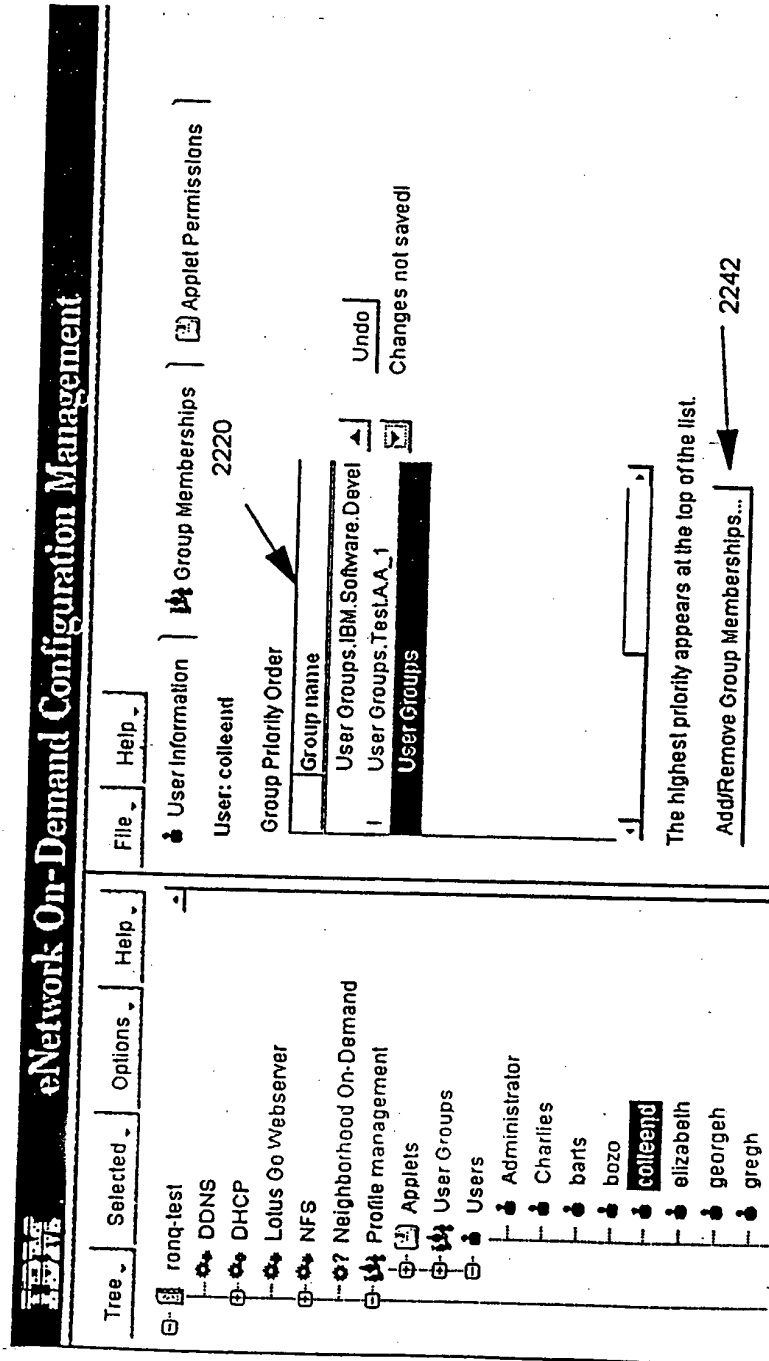 IBM
eNetwork On-Demand Configuration Management
Tree
Selected
Options
Help
ronq-test
DDNS
DHCP
Lotus Go Webserver
NFS
? Neighborhood On-Demand
Profile management
Applets
User Groups
Users
Administrator
Charlies
barts
bozo
colleend
elizabeth
georgeh
gregh
File
Help
User Information
Group Memberships
Applet Permissions
User: colleend
2220
Group Priority Order
Group name
User Groups.IBM.Software.Devel
User Groups.Test.A.A_1
User Groups
Undo
Changes not saved!
The highest priority appears at the top of the list.
Add/Remove Group Memberships...
2242